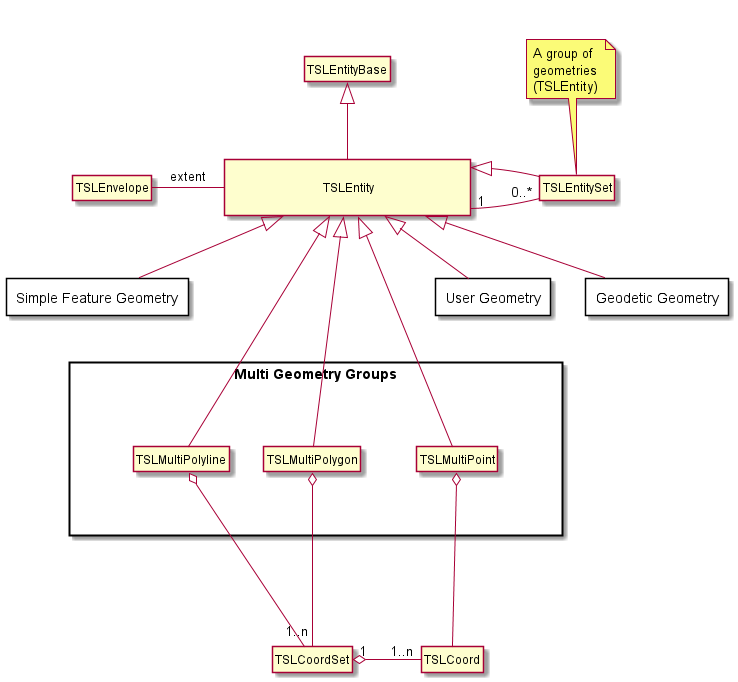 A group of
geometries
(TSLEntity)
TSLEntityBase
TSLEnvelope
extent
TSLEntity
1
0..*
TSLEntitySet
Simple Feature Geometry
User Geometry
Geodetic Geometry
Multi Geometry Groups
TSLMultiPolyline
TSLMultiPolygon
TSLMultiPoint
1..n
TSLCoordSet
1
1..n
TSLCoord